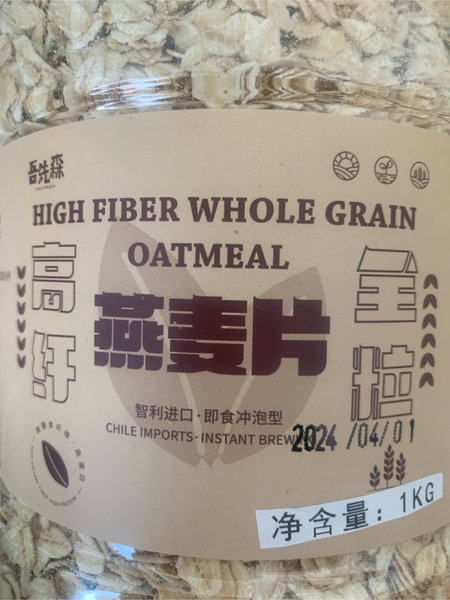 吾先森
HIGH FIBER WHOLE GRAIN
OATMEAL
高纤
燕麦片
全粒
智利进口·即食冲泡型
CHILE IMPORTS·INSTANT BREW
2024/04/01
净含量：1KG